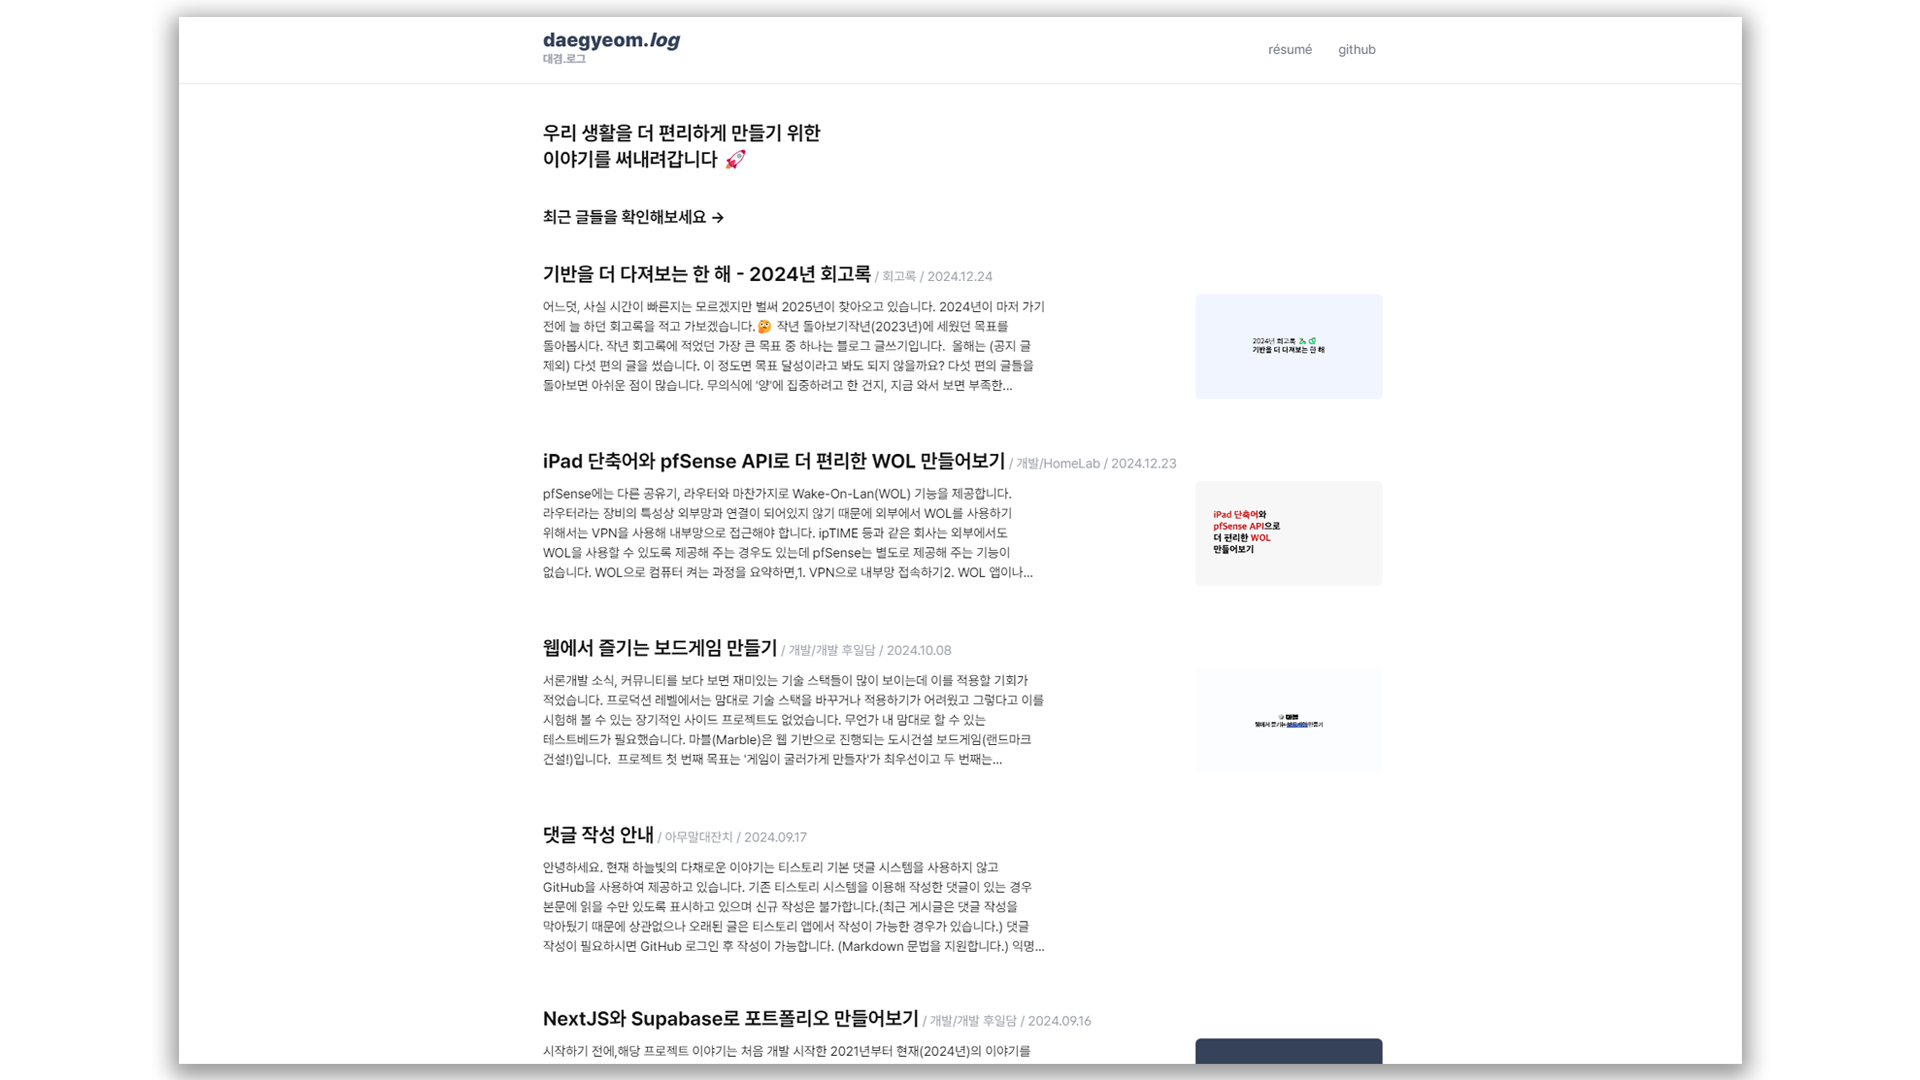 daegyeom.log
대겸.로그
résumé
github
우리 생활을 더 편리하게 만들기 위한
이야기를 써내려갑니다 🚀
최근 글들을 확인해보세요 →
기반을 더 다져보는 한 해 - 2024년 회고록 / 회고록 / 2024.12.24
어느덧, 사실 시간이 빠른지는 모르겠지만 벌써 2025년이 찾아오고 있습니다. 2024년이 마저 가기
전에 늘 하던 회고록을 적고 가보겠습니다.🤔 작년 돌아보기작년(2023년)에 세웠던 목표를
돌아봅시다. 작년 회고록에 적었던 가장 큰 목표 중 하나는 블로그 글쓰기입니다.  올해는 (공지 글
제외) 다섯 편의 글을 썼습니다. 이 정도면 목표 달성이라고 봐도 되지 않을까요? 다섯 편의 글들을
돌아보면 아쉬운 점이 많습니다. 무의식에 '양'에 집중하려고 한 건지, 지금 와서 보면 부족한...
2024년 회고록
기반을 더 다져보는 한 해
iPad 단축어와 pfSense API로 더 편리한 WOL 만들어보기 / 개발/HomeLab / 2024.12.23
pfSense에는 다른 공유기, 라우터와 마찬가지로 Wake-On-Lan(WOL) 기능을 제공합니다.
라우터라는 장비의 특성상 외부망과 연결이 되어있지 않기 때문에 외부에서 WOL를 사용하기
위해서는 VPN을 사용해 내부망으로 접근해야 합니다. ipTIME 등과 같은 회사는 외부에서도
WOL을 사용할 수 있도록 제공해 주는 경우도 있는데 pfSense는 별도로 제공해 주는 기능이
없습니다. WOL으로 컴퓨터 켜는 과정을 요약하면,1. VPN으로 내부망 접속하기2. WOL 앱이나...
iPad 단축어와
pfSense API으로
더 편리한 WOL
만들어보기
웹에서 즐기는 보드게임 만들기 / 개발/개발 후일담 / 2024.10.08
서론개발 소식, 커뮤니티를 보다 보면 재미있는 기술 스택들이 많이 보이는데 이를 적용할 기회가
적었습니다. 프로덕션 레벨에서는 맘대로 기술 스택을 바꾸거나 적용하기가 어려웠고 그렇다고 이를
시험해 볼 수 있는 장기적인 사이드 프로젝트도 없었습니다. 무언가 내 맘대로 할 수 있는
테스트베드가 필요했습니다. 마블(Marble)은 웹 기반으로 진행되는 도시건설 보드게임(랜드마크
건설!)입니다.  프로젝트 첫 번째 목표는 '게임이 굴러가게 만들자'가 최우선이고 두 번째는...
웹에서 즐기는 보드게임 만들기
댓글 작성 안내 / 아무말대잔치 / 2024.09.17
안녕하세요. 현재 하늘빛의 다채로운 이야기는 티스토리 기본 댓글 시스템을 사용하지 않고
GitHub을 사용하여 제공하고 있습니다. 기존 티스토리 시스템을 이용해 작성한 댓글이 있는 경우
본문에 읽을 수만 있도록 표시하고 있으며 신규 작성은 불가합니다.(최근 게시글은 댓글 작성을
막아뒀기 때문에 상관없으나 오래된 글은 티스토리 앱에서 작성이 가능한 경우가 있습니다.) 댓글
작성이 필요하시면 GitHub 로그인 후 작성이 가능합니다. (Markdown 문법을 지원합니다.) 익명...
NextJS와 Supabase로 포트폴리오 만들어보기 / 개발/개발 후일담 / 2024.09.16
시작하기 전에,해당 프로젝트 이야기는 처음 개발 시작한 2021년부터 현재(2024년)의 이야기를